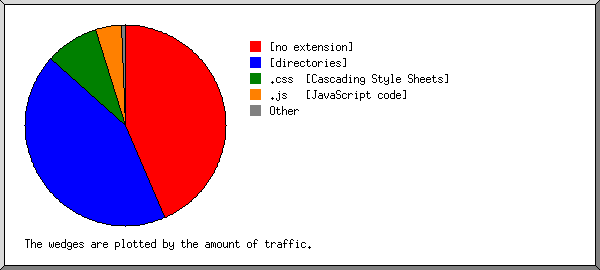 [no extension]
[directories]
.css  [Cascading Style Sheets]
.js   [JavaScript code]
Other
The wedges are plotted by the amount of traffic.